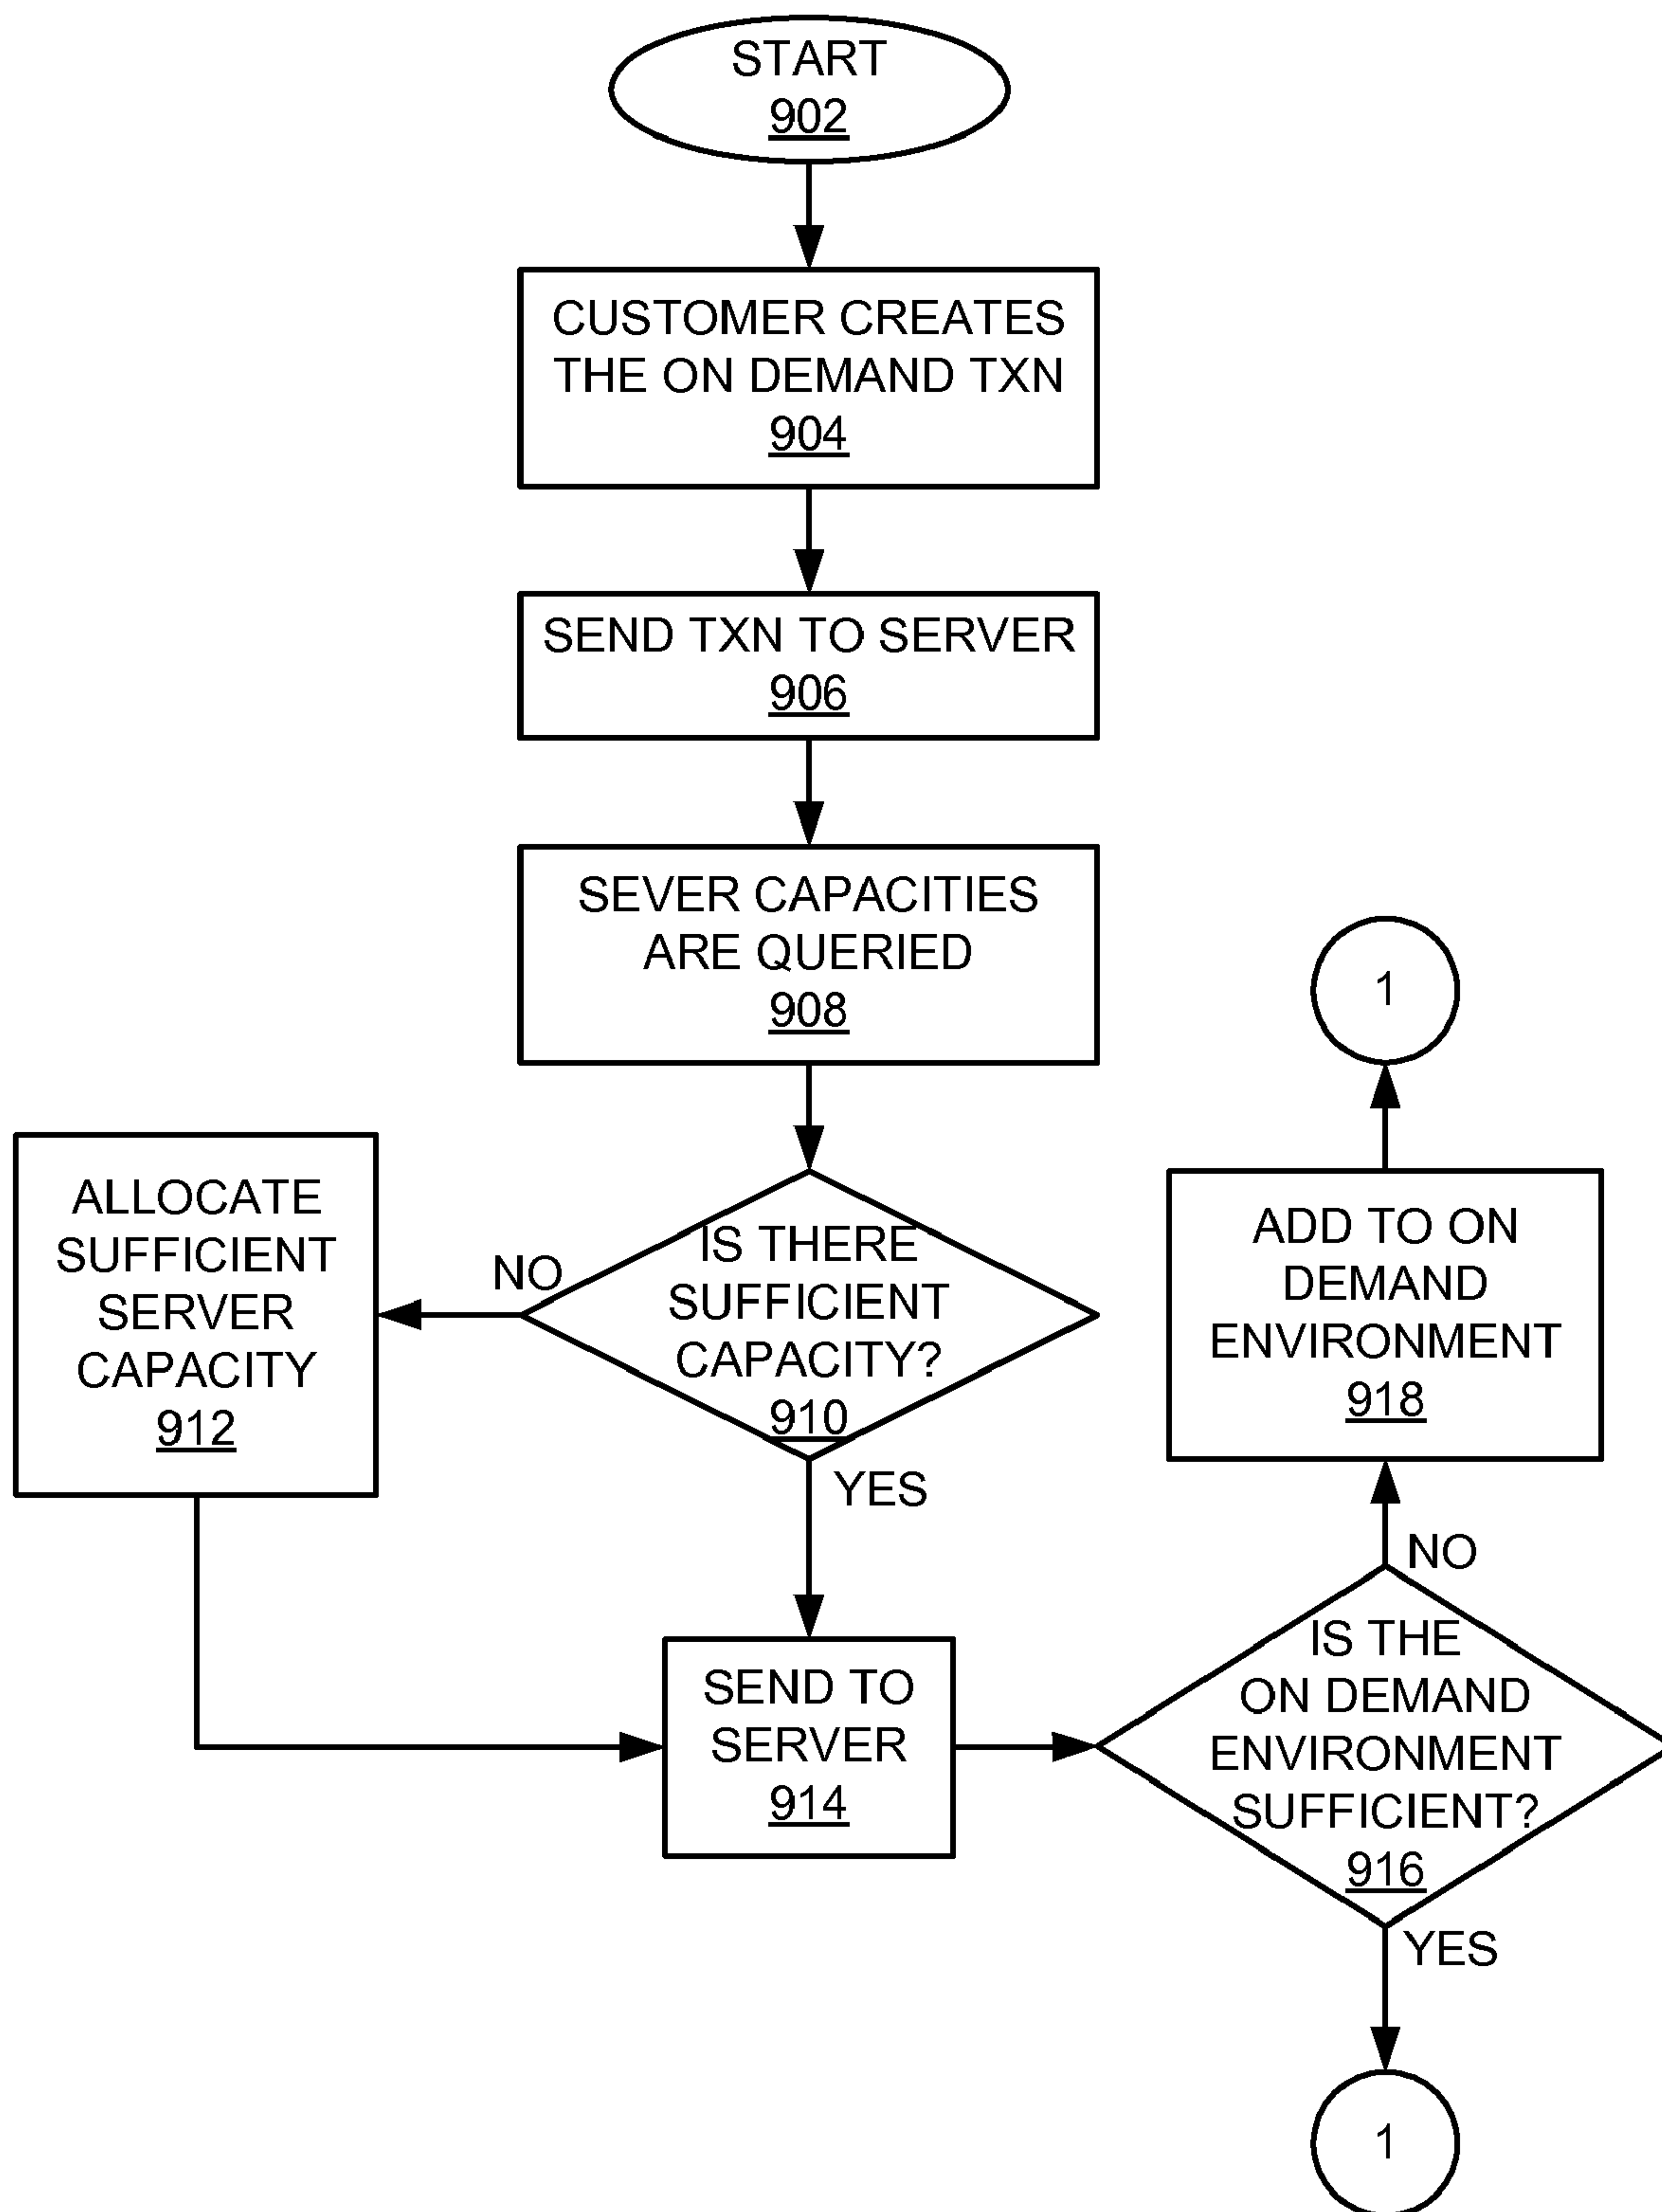 START
902
CUSTOMER CREATES
THE ON DEMAND TXN
904
SEND TXN TO SERVER
906
SEVER CAPACITIES
ARE QUERIED
908
IS THERE
SUFFICIENT
CAPACITY?
910
NO
ALLOCATE
SUFFICIENT
SERVER
CAPACITY
912
YES
SEND TO
SERVER
914
IS THE
ON DEMAND
ENVIRONMENT
SUFFICIENT?
916
NO
ADD TO ON
DEMAND
ENVIRONMENT
918
1
YES
1